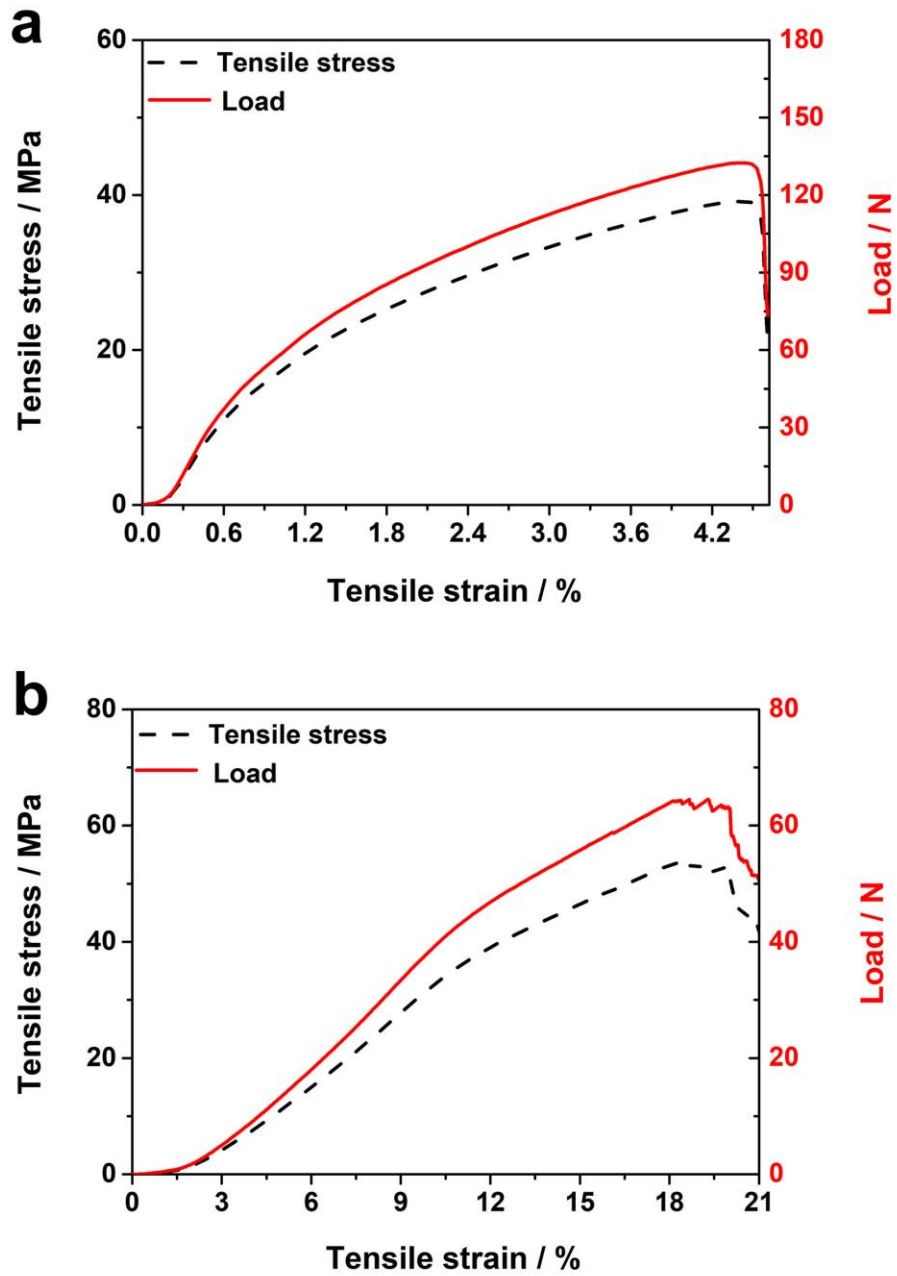 a
Tensile stress
Load
60
40
20
0
180
150
120
90
60
30
0
0.0 0.6 1.2 1.8 2.4 3.0 3.6 4.2
Tensile stress / MPa
Load / N
Tensile strain / %
b
Tensile stress
Load
80
60
40
20
0
80
60
40
20
0
0 3 6 9 12 15 18 21
Tensile stress / MPa
Load / N
Tensile strain / %